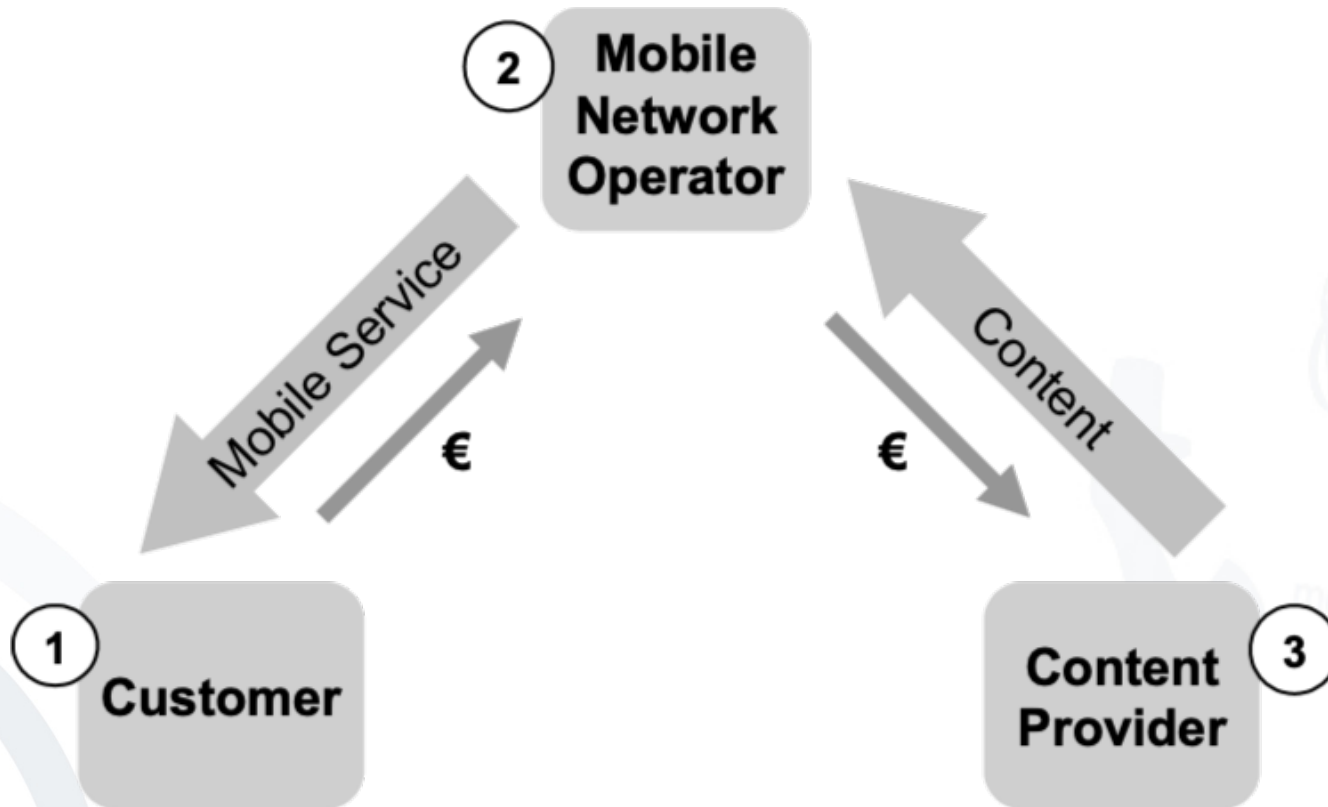 2
Mobile
Network
Operator
Mobile Service
€
€
Content
1
Customer
Content
Provider
3